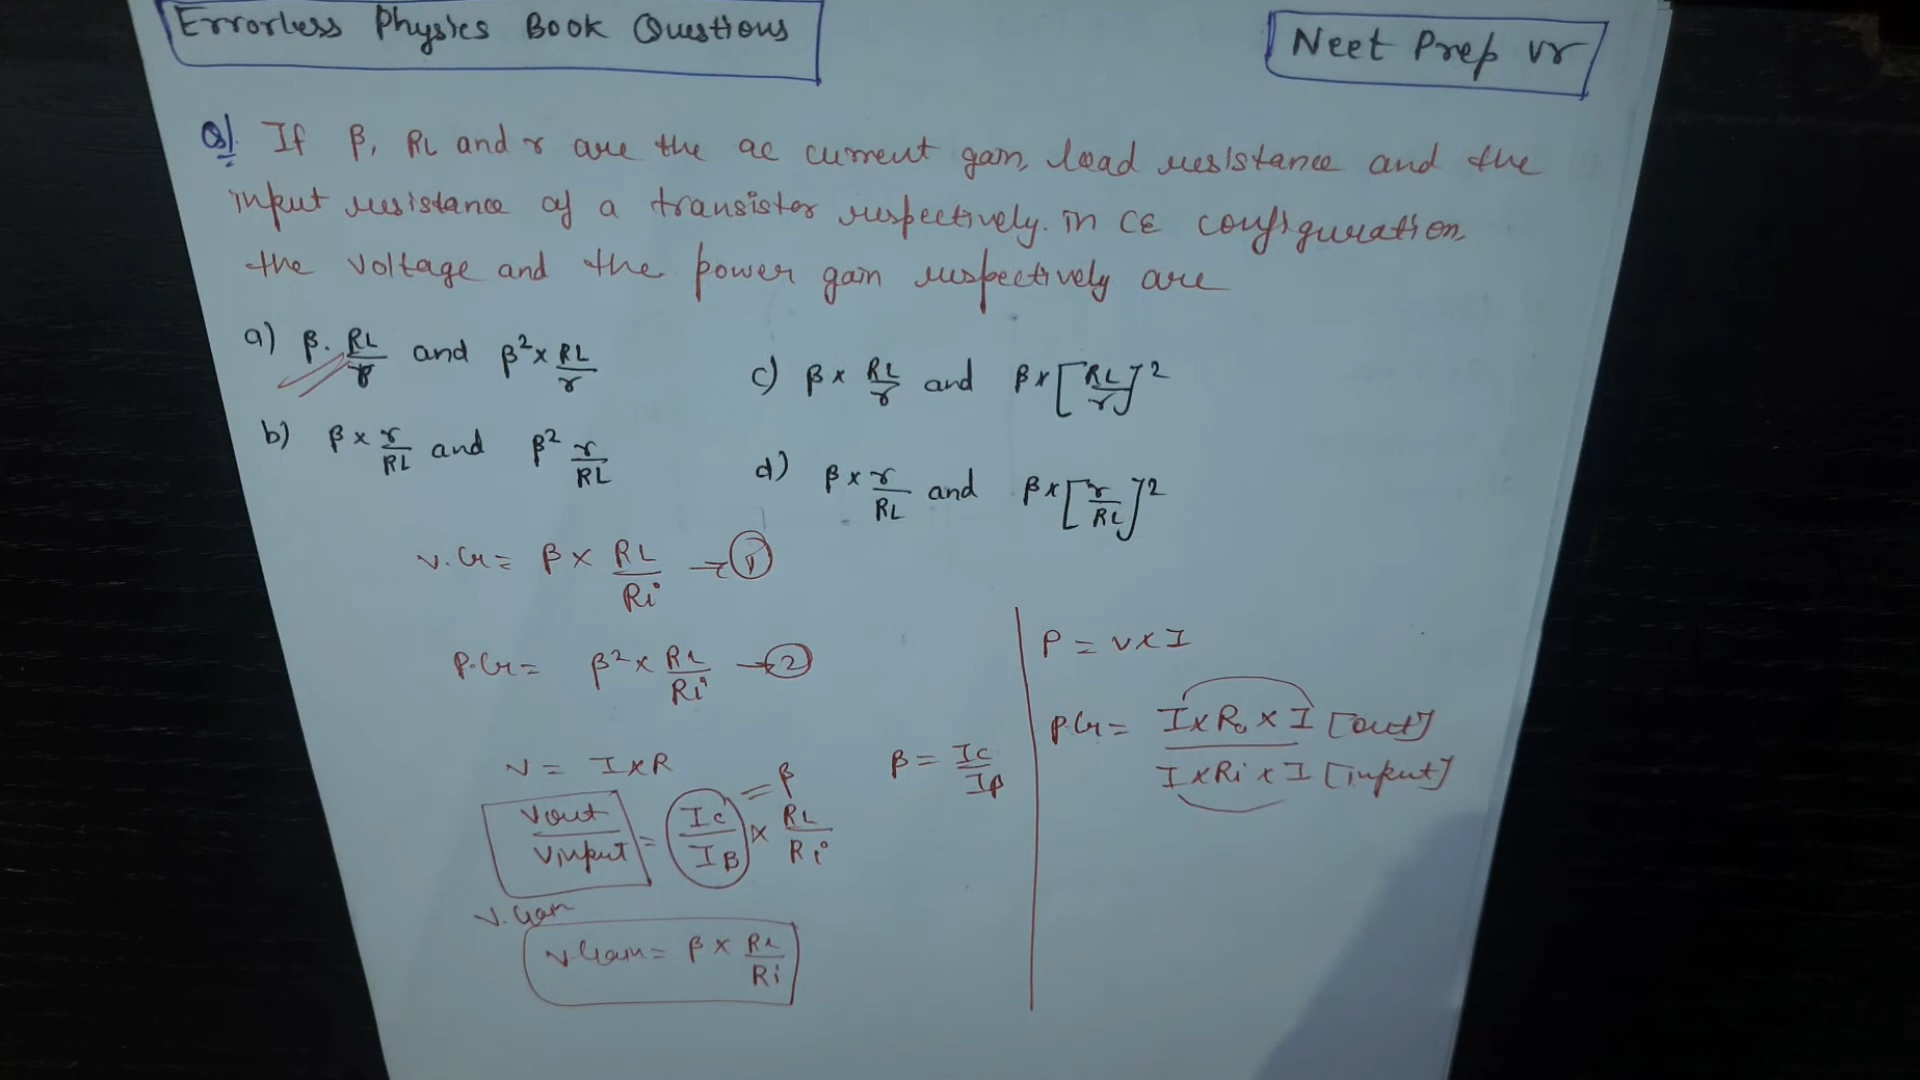 Errorless Physics Book Questions
Neet Prep vr
Q). If β, RL and r are the ac current gain, load resistance and the
input resistance of a transistor respectively. in CE configuration,
the voltage and the power gain respectively are
a) β. RL/r and β² x RL/r
b) β x r/RL and β² r/RL
c) β x RL/r and β x [RL/r]²
d) β x r/RL and β x [r/RL]²
V.G = β x RL/Ri → 1
P.G = β² x RL/Ri → 2
V = I x R
Vout/Vinput = Ic/IB x RL/Ri
= β
V. Gain
V. Gain = β x RL/Ri
β = Ic/Iβ
P = V x I
P.G = I x Ro x I [out] / I x Ri x I [input]